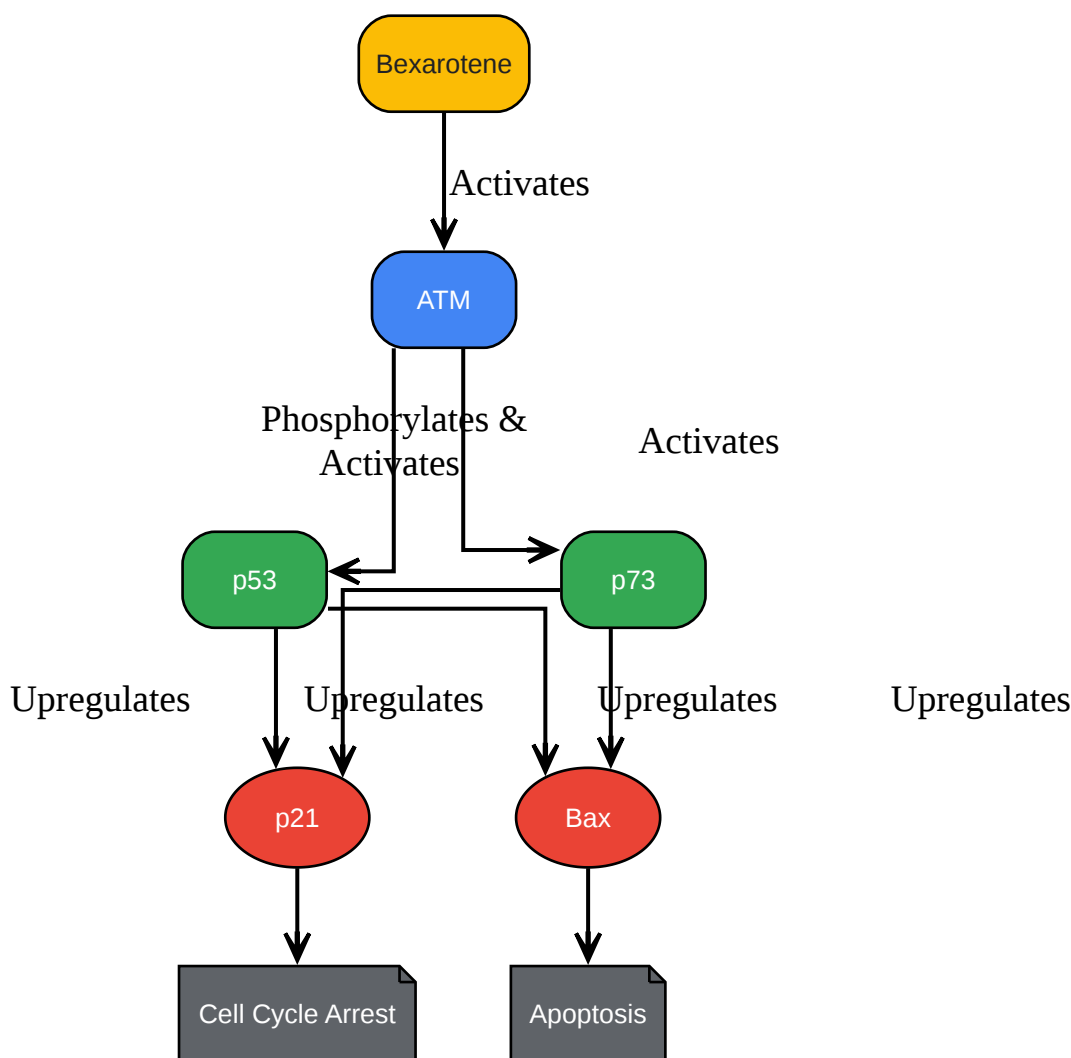 Bexarotene
Activates
ATM
Phosphorylates &
Activates
Activates
p53
p73
Upregulates
Upregulates
Upregulates
Upregulates
p21
Bax
Cell Cycle Arrest
Apoptosis